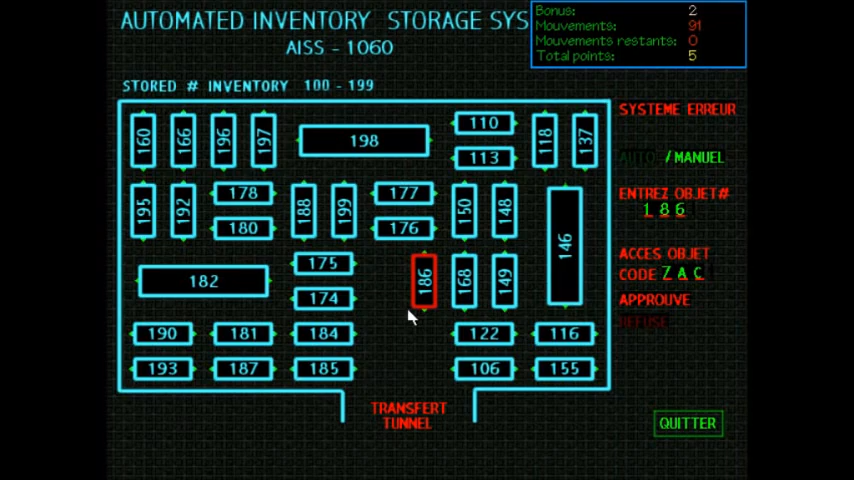 AUTOMATED INVENTORY STORAGE SYS
AISS - 1060
Bonus: 2
Mouvements: 91
Mouvements restants: 0
Total points: 5
STORED # INVENTORY 100 - 199
160
166
196
197
198
110
113
118
137
195
192
178
180
188
199
177
176
150
148
146
182
175
174
186
168
149
190
181
184
122
116
193
187
185
106
155
TRANSFERT
TUNNEL
SYSTEME ERREUR
AUTO / MANUEL
ENTREZ OBJET#
1 8 6
ACCES OBJET
CODE Z A C
APPROUVE
REFUSE
QUITTER